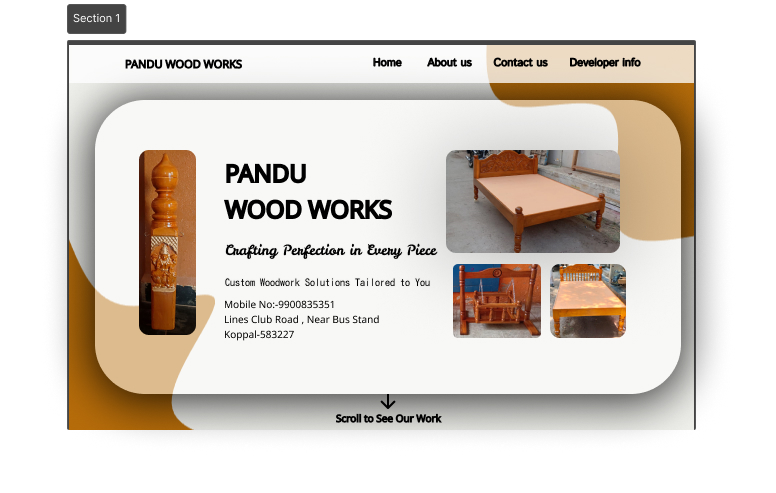 Section 1
PANDU WOOD WORKS
Home
About us
Contact us
Developer info
PANDU
WOOD WORKS
Crafting Perfection in Every Piece
Custom Woodwork Solutions Tailored to You
Mobile No:-9900835351
Lines Club Road , Near Bus Stand
Koppal-583227
Scroll to See Our Work